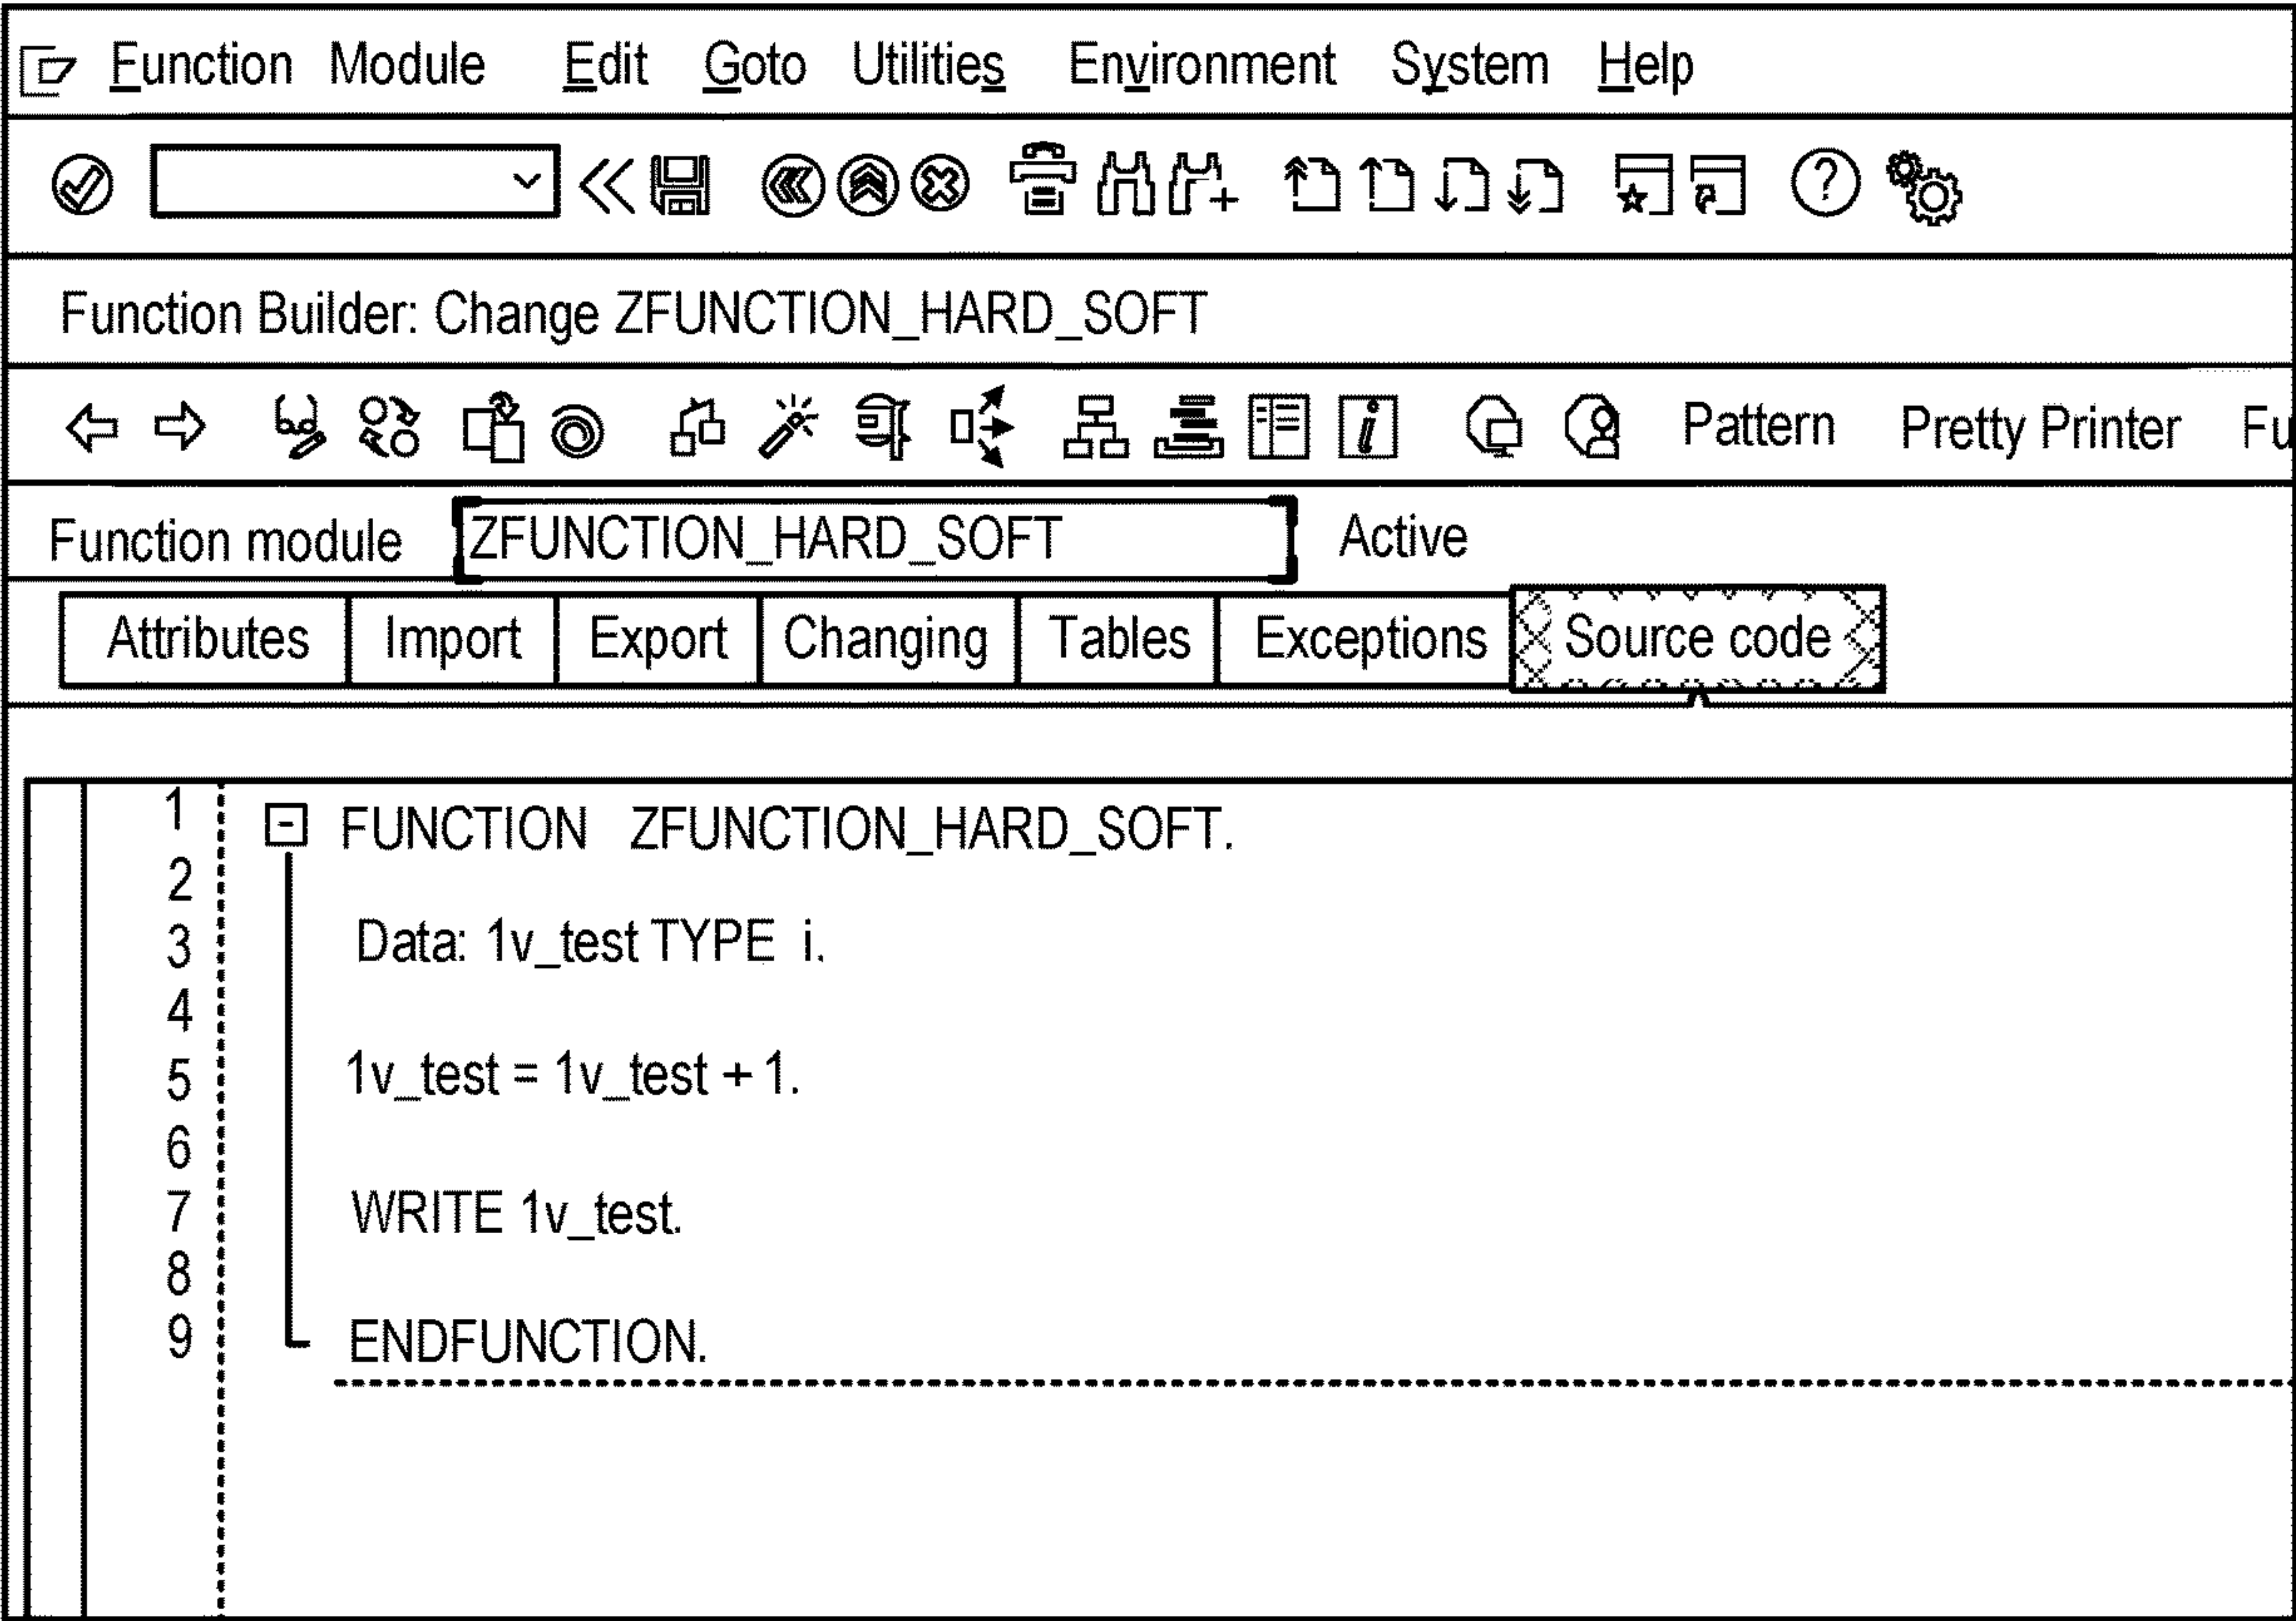 Function Module Edit Goto Utilities Environment System Help
Function Builder: Change ZFUNCTION_HARD_SOFT
Pattern Pretty Printer Fu
Function module ZFUNCTION_HARD_SOFT Active
Attributes Import Export Changing Tables Exceptions Source code
1 FUNCTION ZFUNCTION_HARD_SOFT.
2
3 Data: 1v_test TYPE i.
4
5 1v_test = 1v_test + 1.
6
7 WRITE 1v_test.
8
9 ENDFUNCTION.